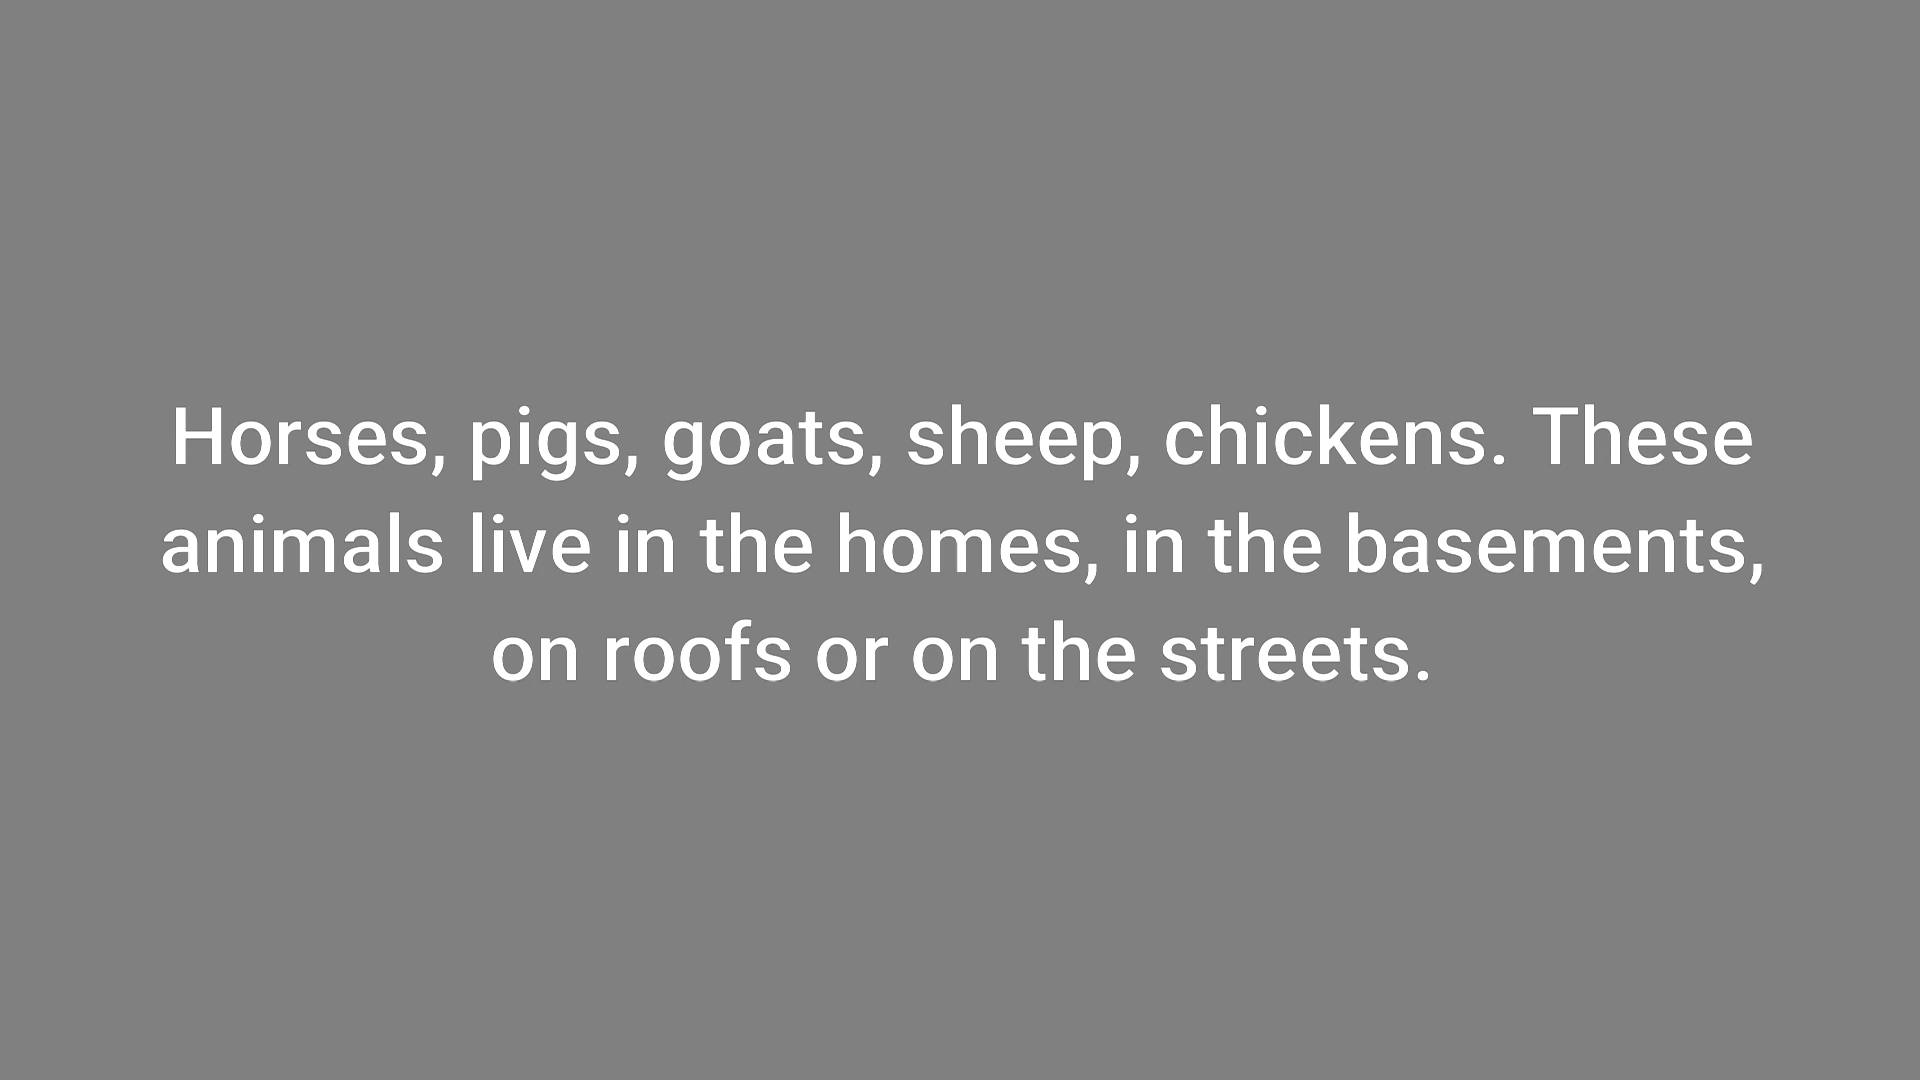 Horses, pigs, goats, sheep, chickens. These
animals live in the homes, in the basements,
on roofs or on the streets.